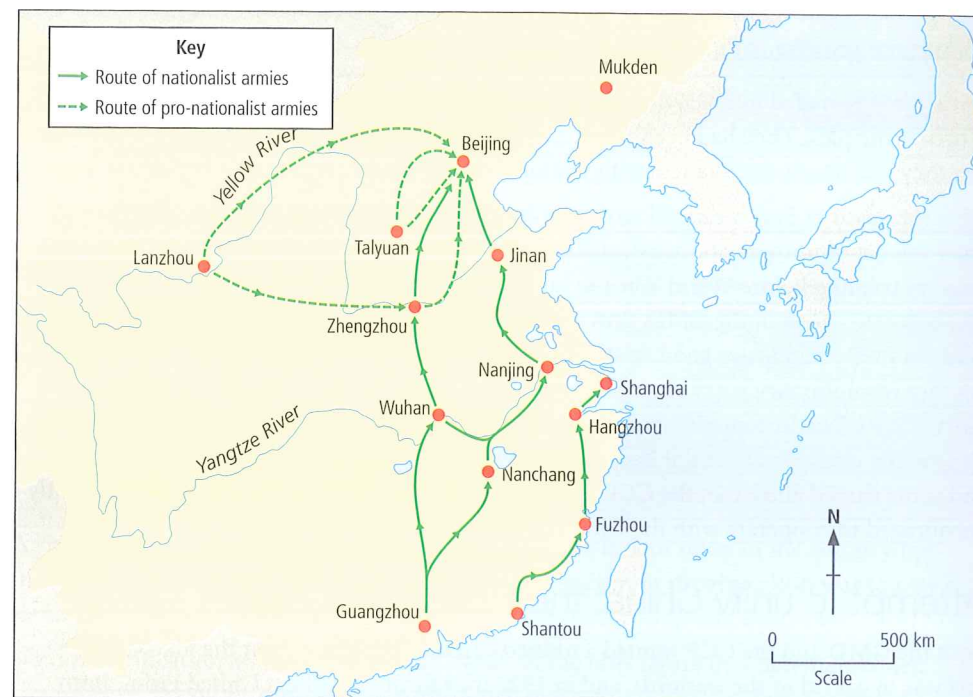 Key
Route of nationalist armies
Route of pro-nationalist armies
Mukden
Beijing
Yellow River
Talyuan
Lanzhou
Jinan
Zhengzhou
Nanjing
Shanghai
Wuhan
Hangzhou
Yangtze River
Nanchang
N
Fuzhou
Guangzhou
Shantou
0 500 km
Scale